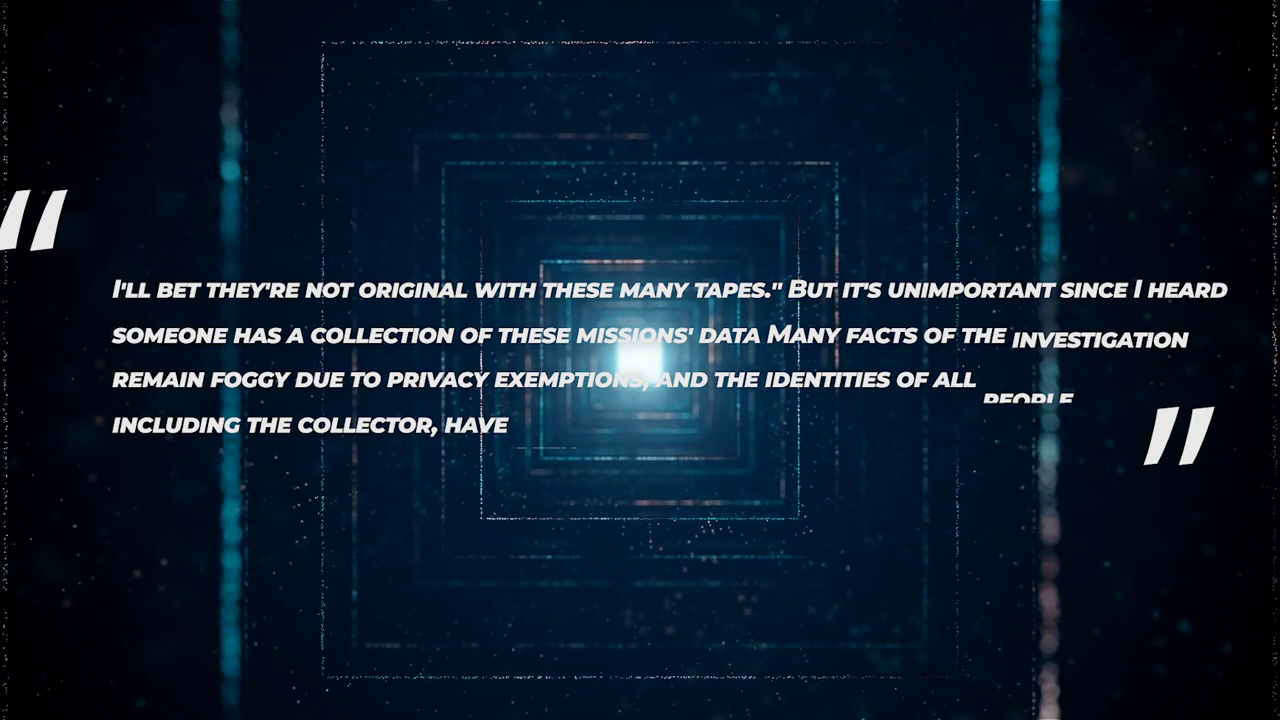 "
I'LL BET THEY'RE NOT ORIGINAL WITH THESE MANY TAPES." BUT IT'S UNIMPORTANT SINCE I HEARD
SOMEONE HAS A COLLECTION OF THESE MISSIONS' DATA MANY FACTS OF THE INVESTIGATION
REMAIN FOGGY DUE TO PRIVACY EXEMPTIONS, AND THE IDENTITIES OF ALL PEOPLE
INCLUDING THE COLLECTOR, HAVE
"